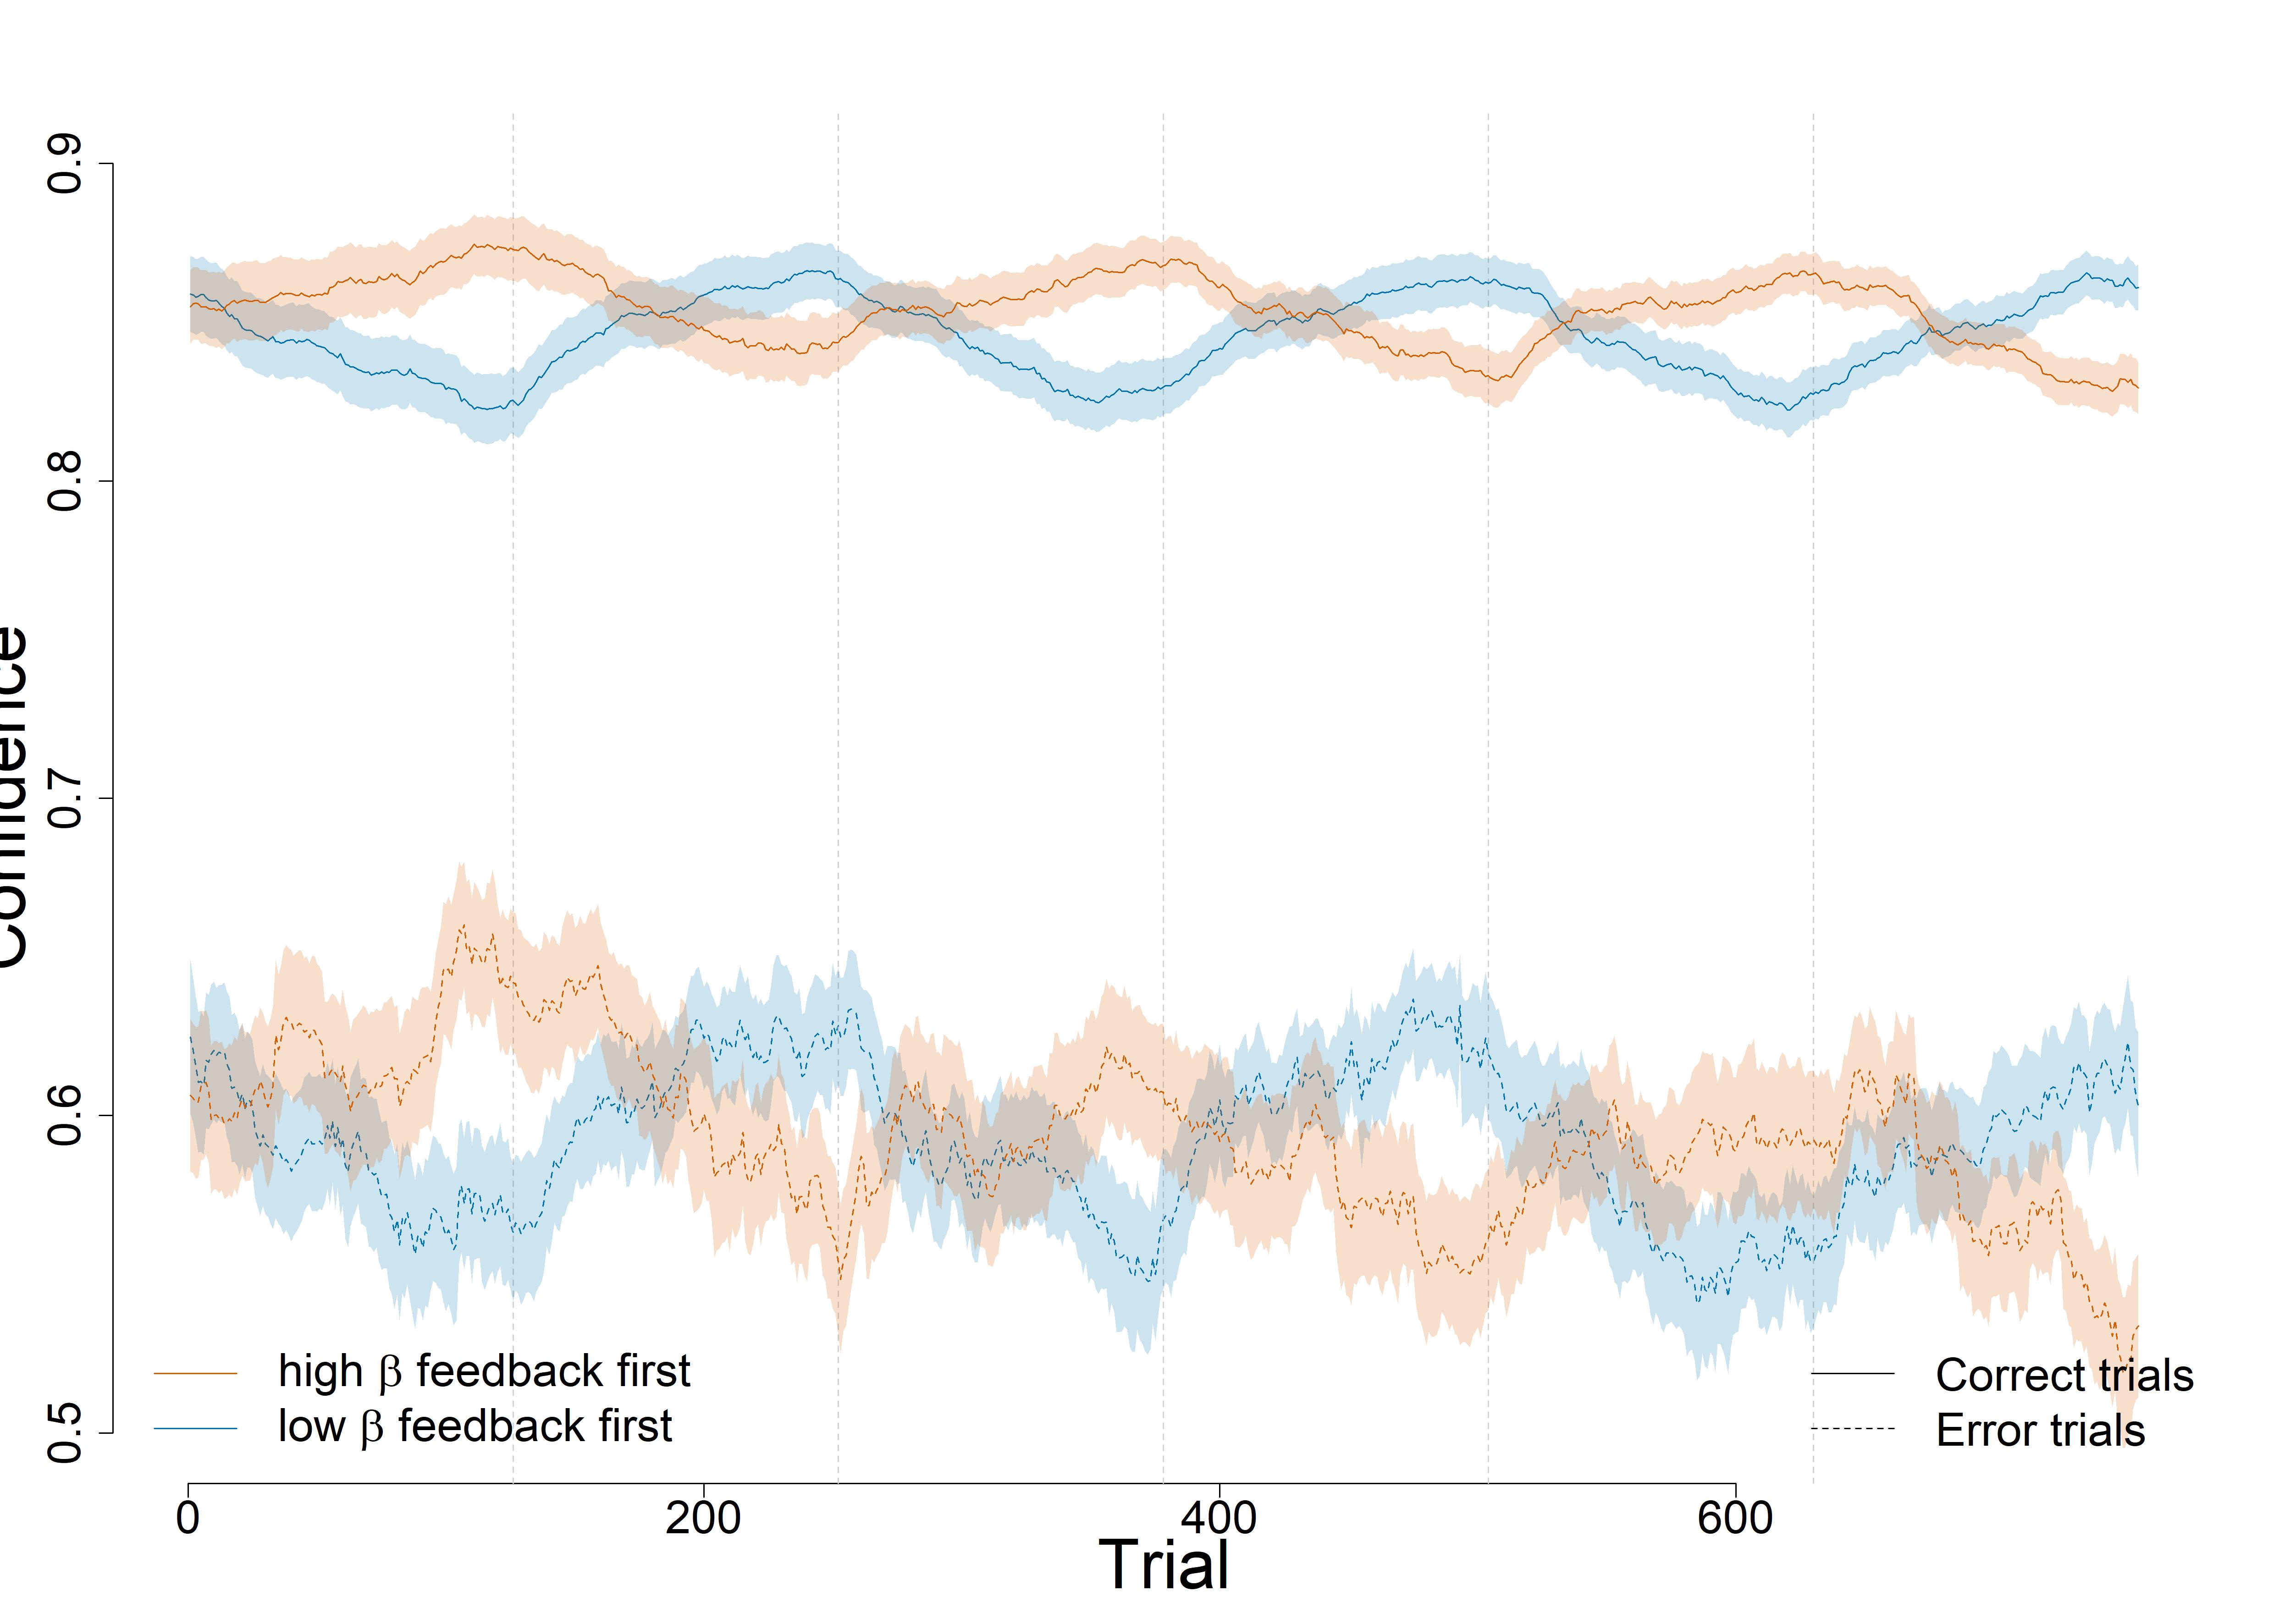 0.9
0.8
0.7
0.6
0.5
Confidence
high β feedback first
low β feedback first
Correct trials
Error trials
0 200 400 600
Trial